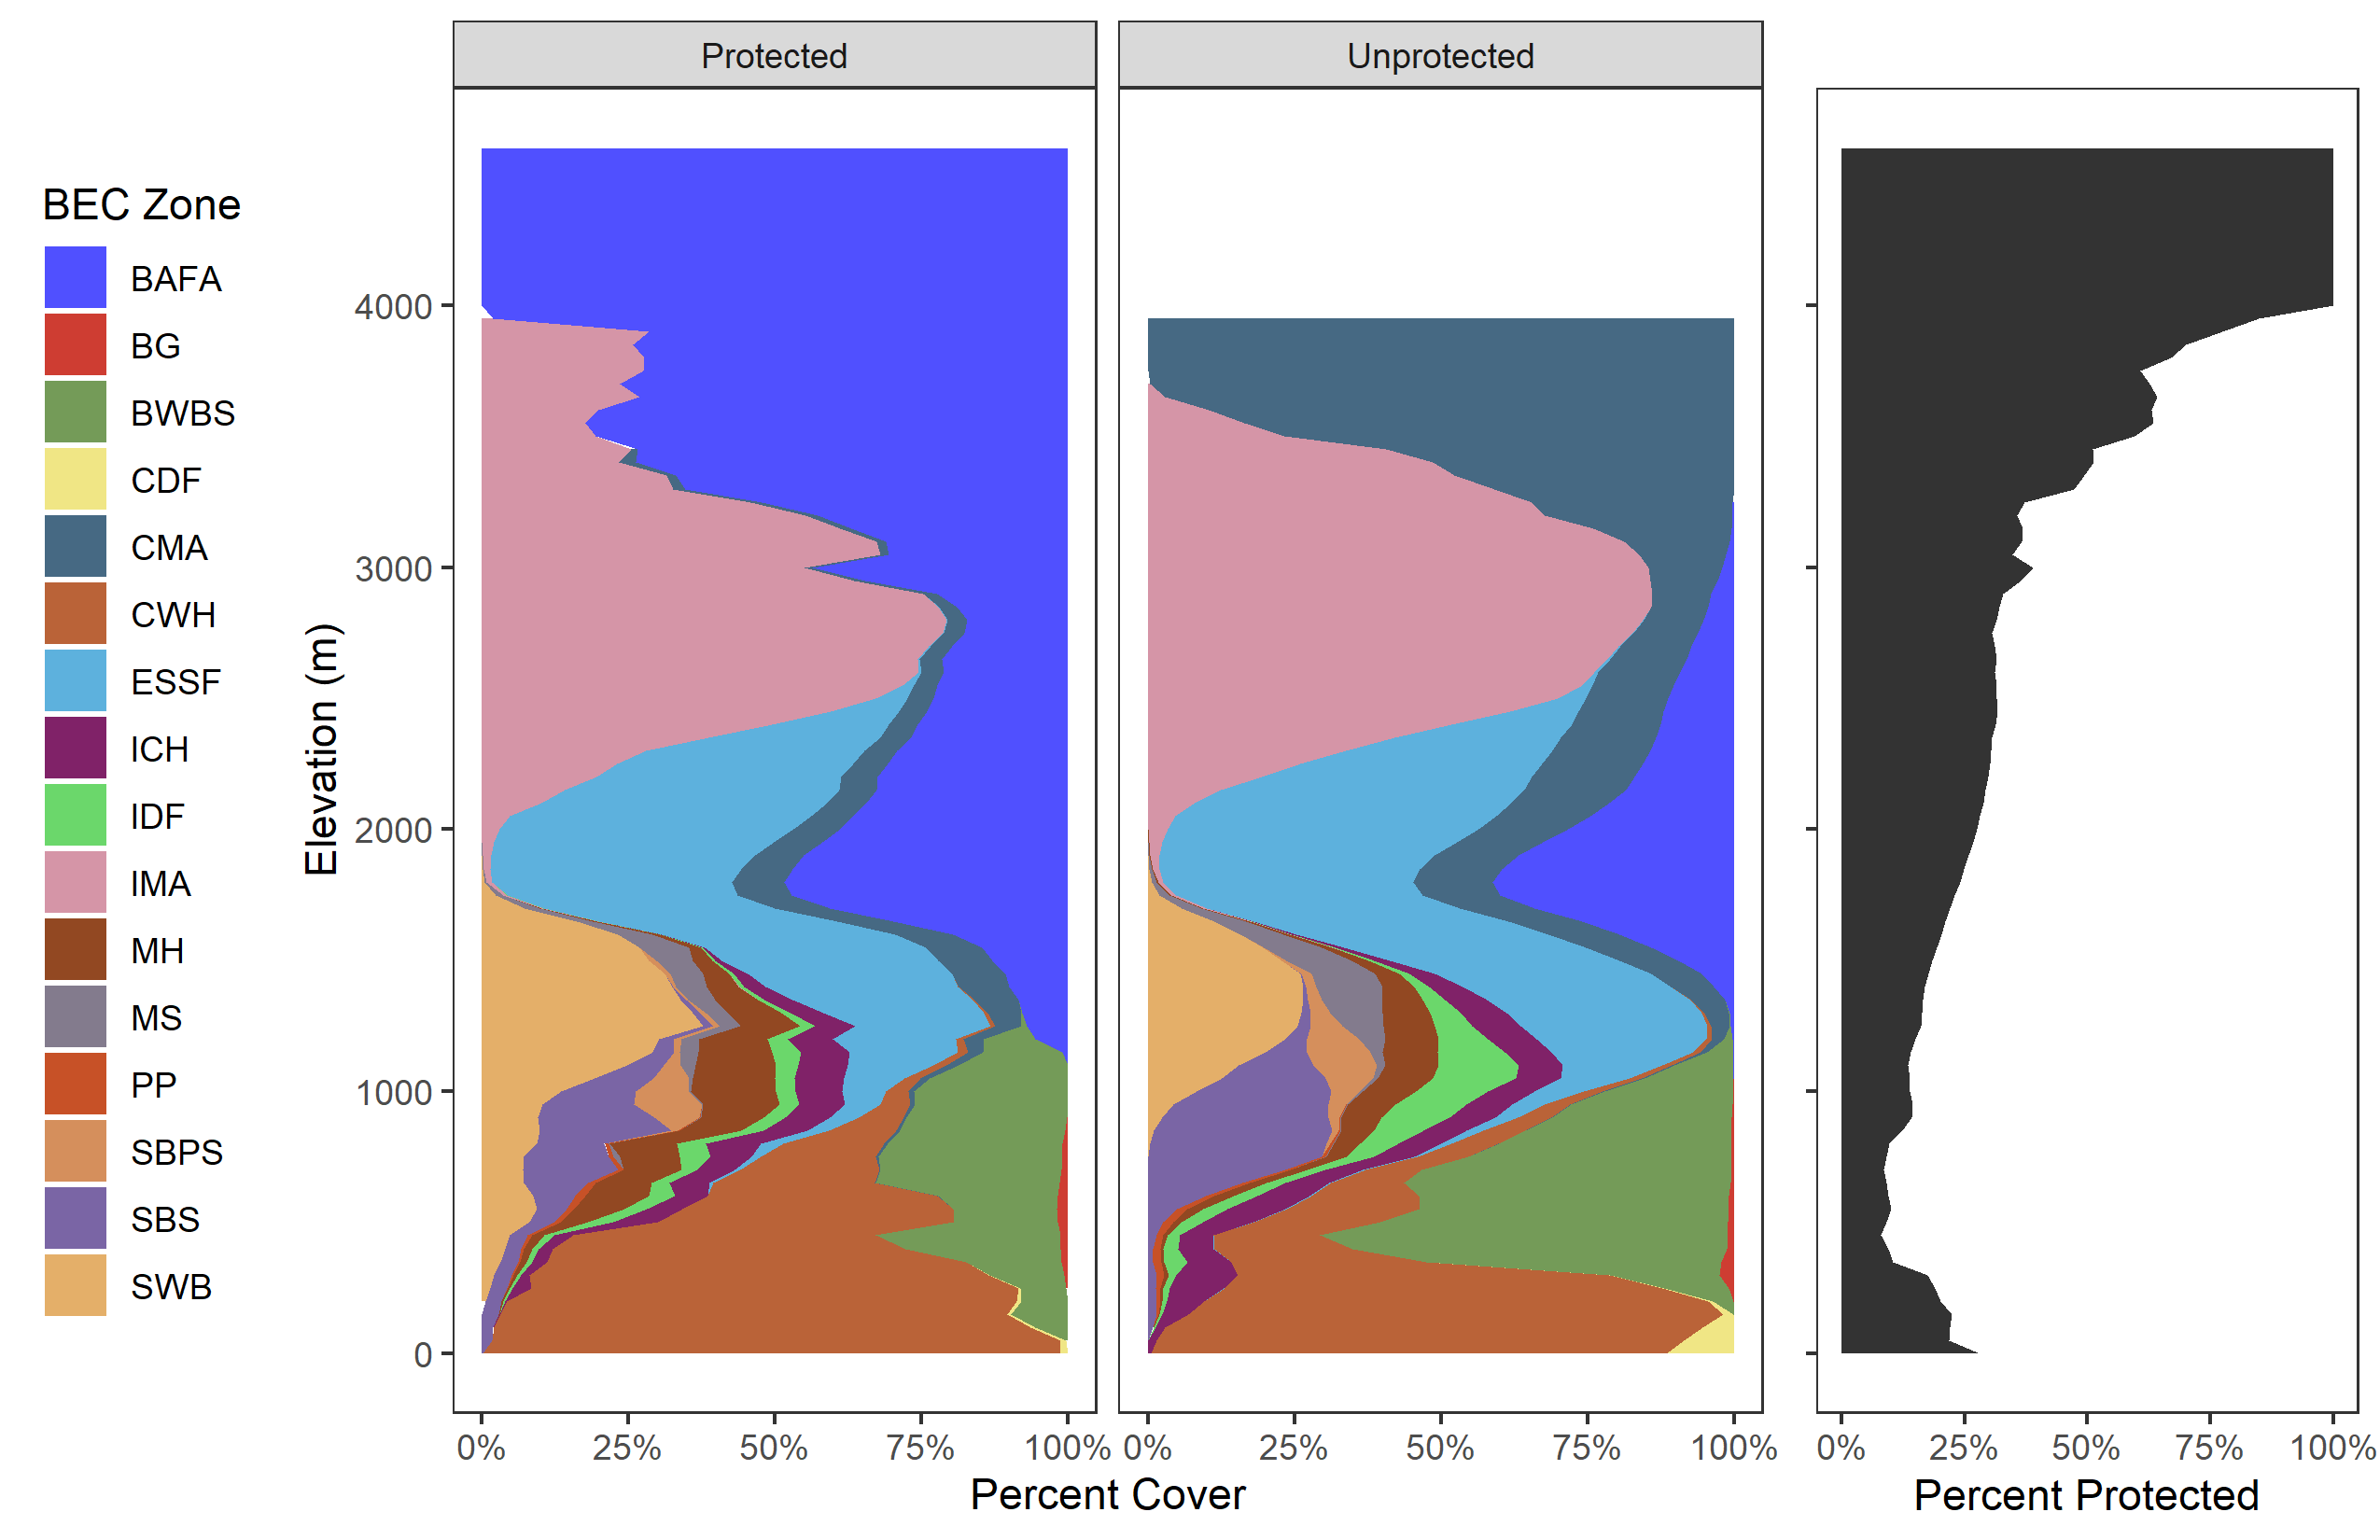 Protected
Unprotected
BEC Zone
BAFA
BG
BWBS
CDF
CMA
CWH
ESSF
ICH
IDF
IMA
MH
MS
PP
SBPS
SBS
SWB
Elevation (m)
4000
3000
2000
1000
0
0% 25% 50% 75% 100%
0% 25% 50% 75% 100%
0% 25% 50% 75% 100%
Percent Cover
Percent Protected